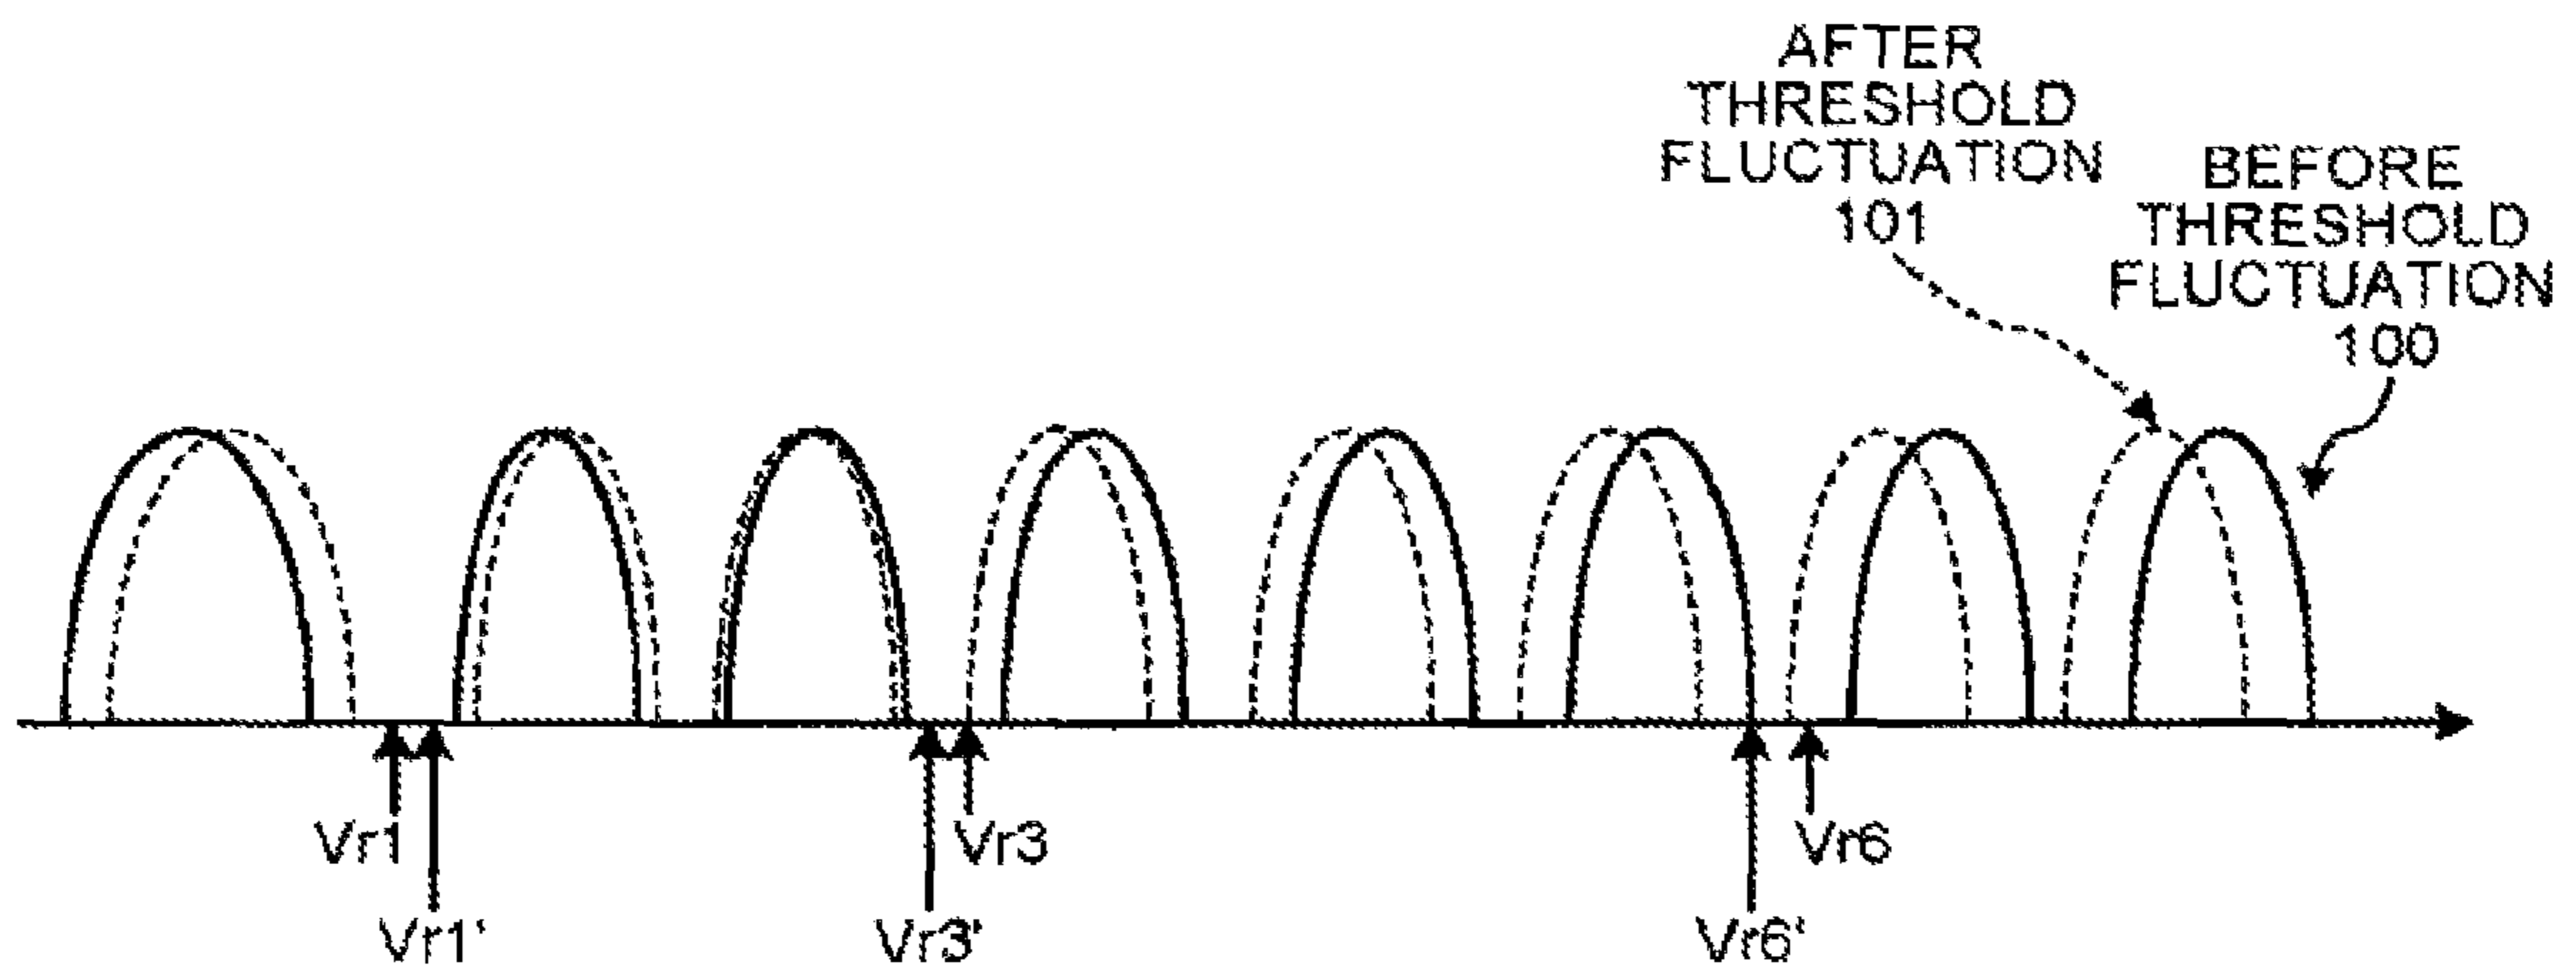 AFTER
THRESHOLD
FLUCTUATION
101
BEFORE
THRESHOLD
FLUCTUATION
100
Vr1
Vr3
Vr6
Vr1'
Vr3'
Vr6'